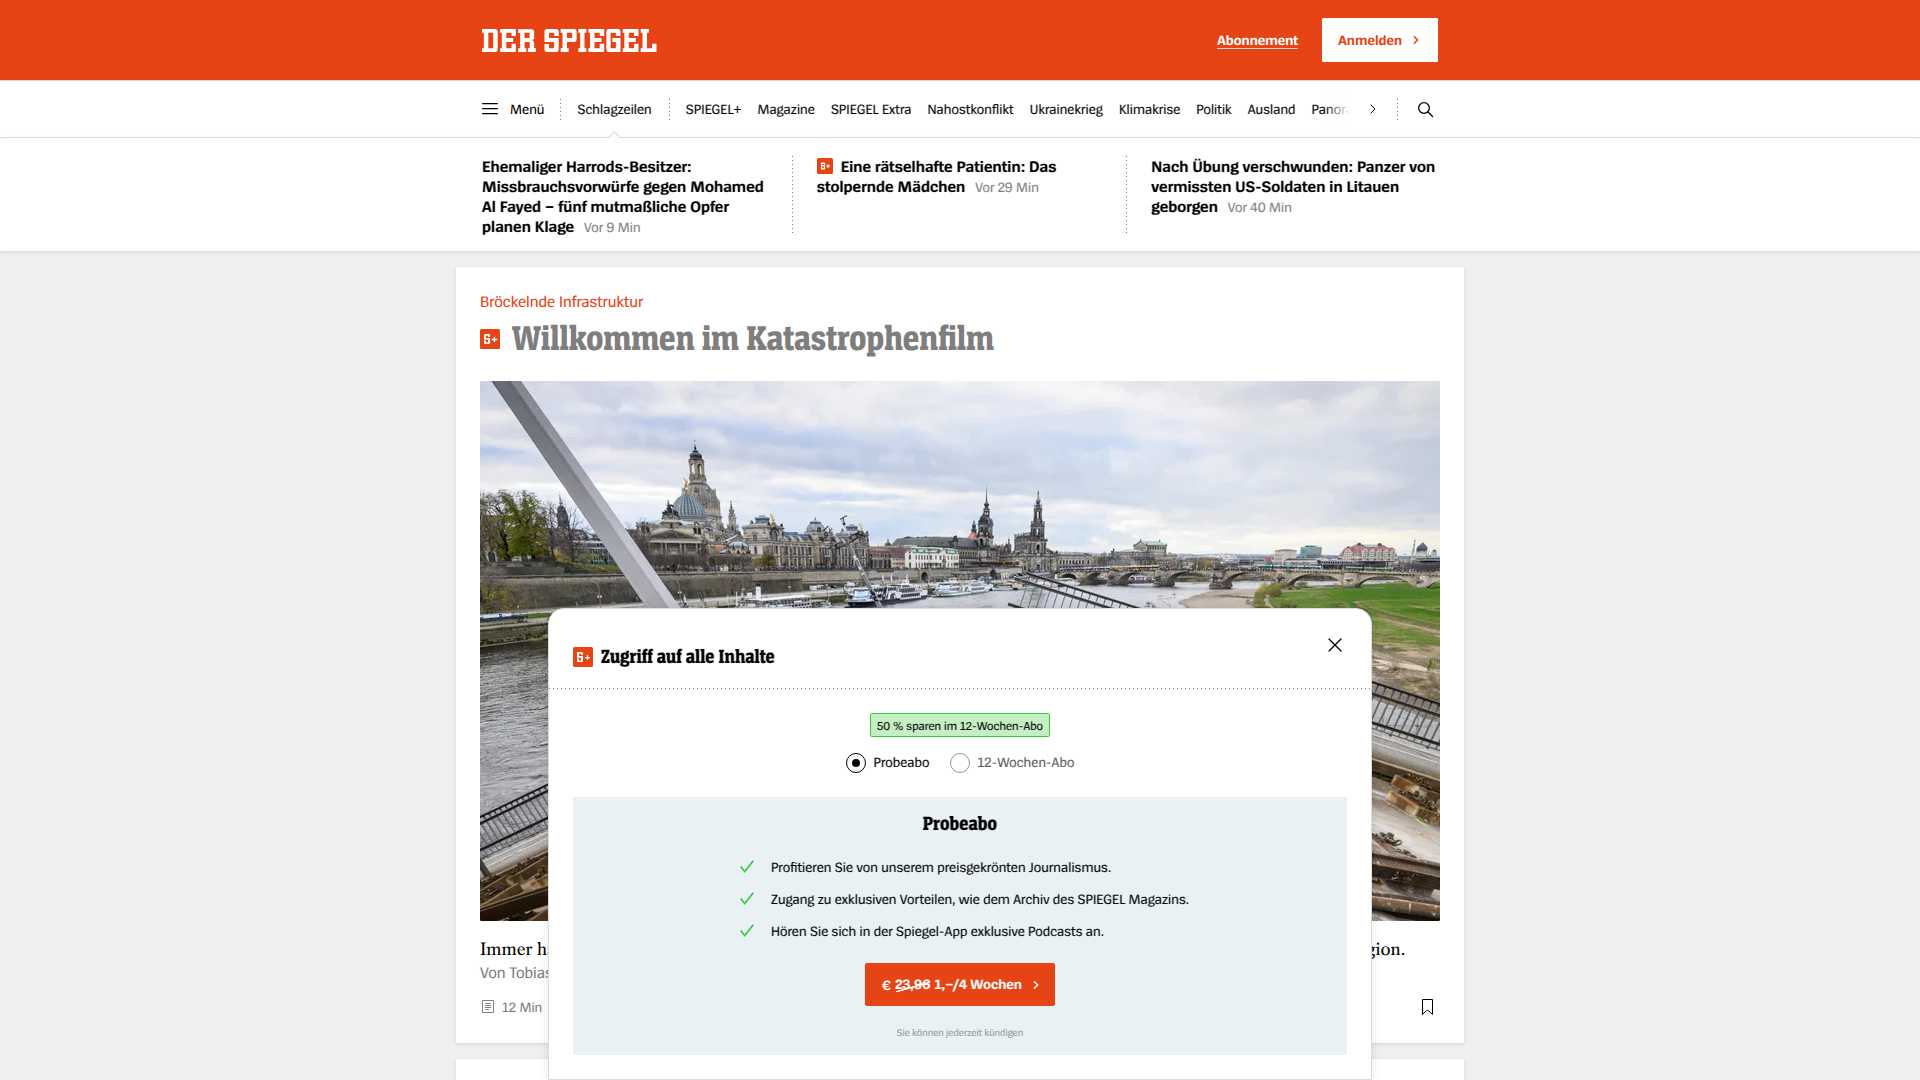 DER SPIEGEL
Abonnement
Anmelden
Menü
Schlagzeilen
SPIEGEL+
Magazine
SPIEGEL Extra
Nahostkonflikt
Ukrainekrieg
Klimakrise
Politik
Ausland
Panor
Ehemaliger Harrods-Besitzer:
Missbrauchsvorwürfe gegen Mohamed
Al Fayed – fünf mutmaßliche Opfer
planen Klage Vor 9 Min
S+ Eine rätselhafte Patientin: Das
stolpernde Mädchen Vor 29 Min
Nach Übung verschwunden: Panzer von
vermissten US-Soldaten in Litauen
geborgen Vor 40 Min
Bröckelnde Infrastruktur
S+ Willkommen im Katastrophenfilm
S+ Zugriff auf alle Inhalte
50 % sparen im 12-Wochen-Abo
Probeabo
12-Wochen-Abo
Probeabo
Profitieren Sie von unserem preisgekrönten Journalismus.
Zugang zu exklusiven Vorteilen, wie dem Archiv des SPIEGEL Magazins.
Hören Sie sich in der Spiegel-App exklusive Podcasts an.
€ 23,96 1,–/4 Wochen
Sie können jederzeit kündigen
Immer
gion.
Von Tobias
12 Min